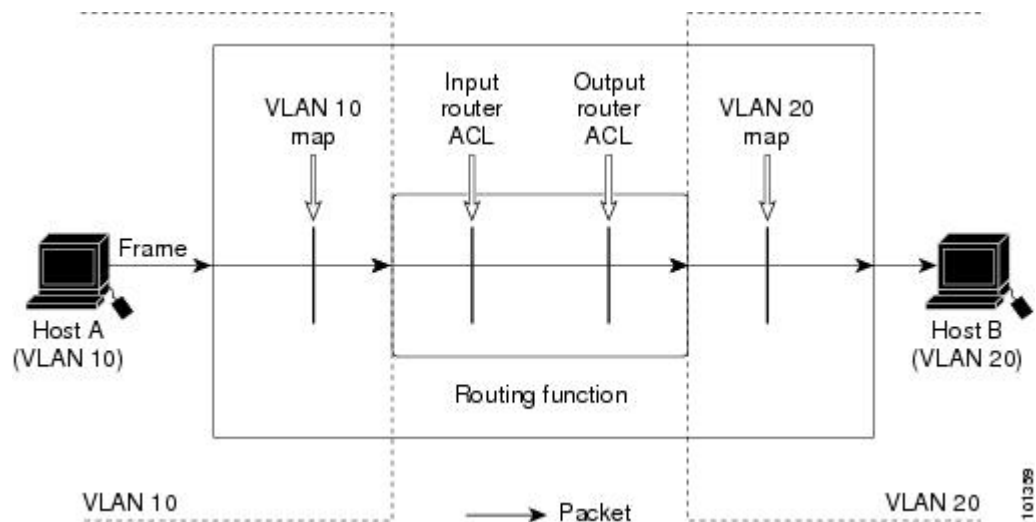 VLAN 10
map
Input
router
ACL
Output
router
ACL
VLAN 20
map
Frame
Host A
(VLAN 10)
Host B
(VLAN 20)
Routing function
VLAN 10
Packet
VLAN 20
101359